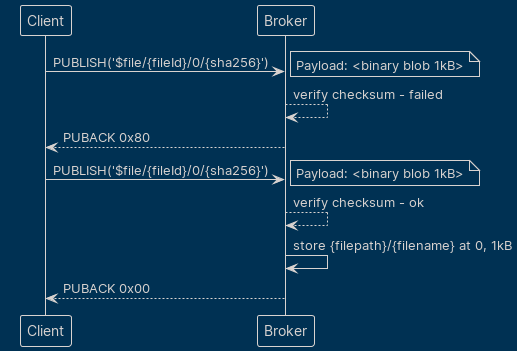 Client
Broker
PUBLISH('$file/{fileId}/0/{sha256}')
Payload: <binary blob 1kB>
verify checksum - failed
PUBACK 0x80
PUBLISH('$file/{fileId}/0/{sha256}')
Payload: <binary blob 1kB>
verify checksum - ok
store {filepath}/{filename} at 0, 1kB
PUBACK 0x00
Client
Broker